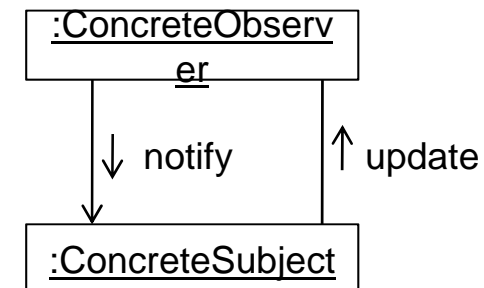 :ConcreteObserv
er
notify
update
:ConcreteSubject